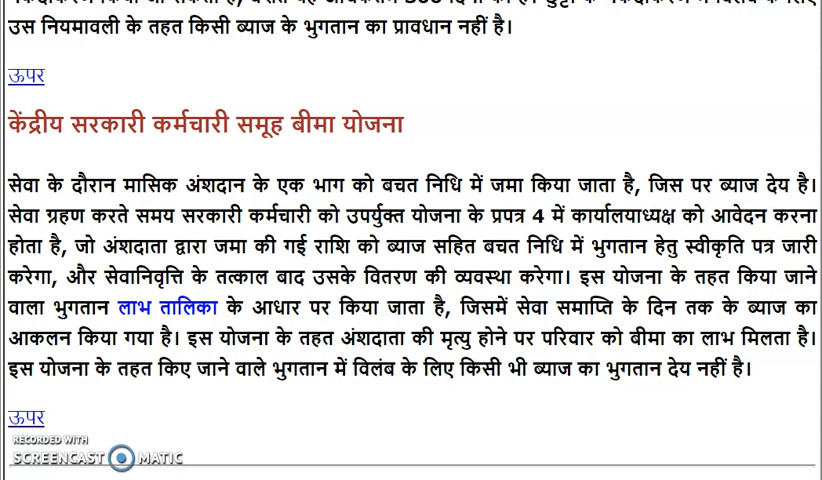 उस नियमावली के तहत किसी ब्याज के भुगतान का प्रावधान नहीं है।
ऊपर
केंद्रीय सरकारी कर्मचारी समूह बीमा योजना
सेवा के दौरान मासिक अंशदान के एक भाग को बचत निधि में जमा किया जाता है, जिस पर ब्याज देय है।
सेवा ग्रहण करते समय सरकारी कर्मचारी को उपर्युक्त योजना के प्रपत्र 4 में कार्यालयाध्यक्ष को आवेदन करना
होता है, जो अंशदाता द्वारा जमा की गई राशि को ब्याज सहित बचत निधि में भुगतान हेतु स्वीकृति पत्र जारी
करेगा, और सेवानिवृत्ति के तत्काल बाद उसके वितरण की व्यवस्था करेगा। इस योजना के तहत किया जाने
वाला भुगतान लाभ तालिका के आधार पर किया जाता है, जिसमें सेवा समाप्ति के दिन तक के ब्याज का
आकलन किया गया है। इस योजना के तहत अंशदाता की मृत्यु होने पर परिवार को बीमा का लाभ मिलता है।
इस योजना के तहत किए जाने वाले भुगतान में विलंब के लिए किसी भी ब्याज का भुगतान देय नहीं है।
ऊपर
RECORDED WITH
SCREENCAST MATIC